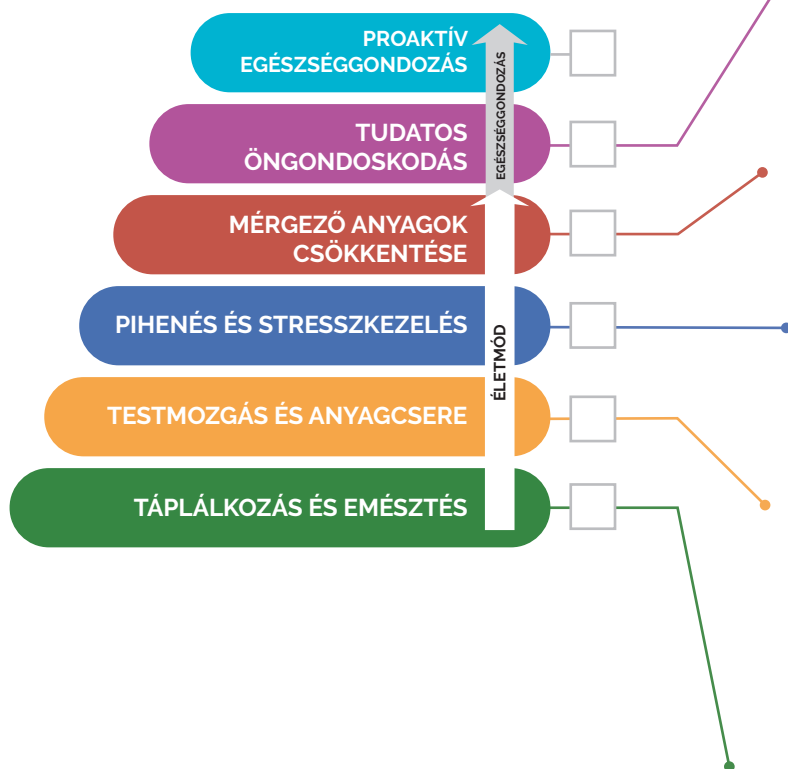 PROAKTÍV
EGÉSZSÉGGONDOZÁS
EGÉSZSÉGGONDOZÁS
TUDATOS
ÖNGONDOSKODÁS
MÉRGEZŐ ANYAGOK
CSÖKKENTÉSE
PIHENÉS ÉS STRESSZKEZELÉS
ÉLETMÓD
TESTMOZGÁS ÉS ANYAGCSERE
TÁPLÁLKOZÁS ÉS EMÉSZTÉS